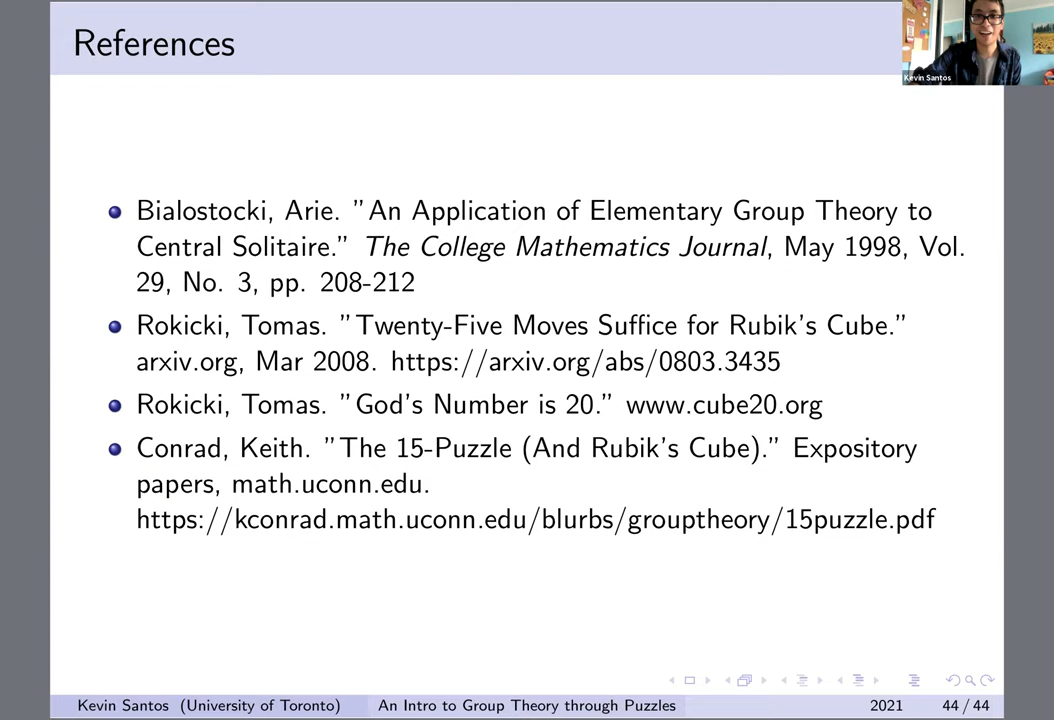 References
Kevin Santos
Bialostocki, Arie. ”An Application of Elementary Group Theory to
Central Solitaire.” The College Mathematics Journal, May 1998, Vol.
29, No. 3, pp. 208-212
Rokicki, Tomas. ”Twenty-Five Moves Suffice for Rubik's Cube.”
arxiv.org, Mar 2008. https://arxiv.org/abs/0803.3435
Rokicki, Tomas. ”God's Number is 20.” www.cube20.org
Conrad, Keith. ”The 15-Puzzle (And Rubik's Cube).” Expository
papers, math.uconn.edu.
https://kconrad.math.uconn.edu/blurbs/grouptheory/15puzzle.pdf
Kevin Santos (University of Toronto) An Intro to Group Theory through Puzzles 2021 44 / 44